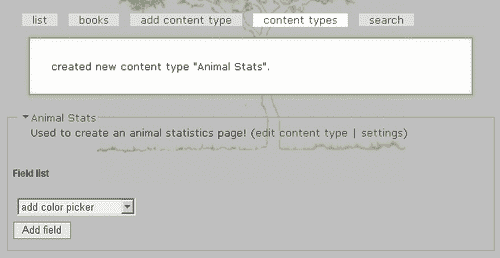 list books add content type content types search
created new content type "Animal Stats".
Animal Stats
Used to create an animal statistics page! (edit content type | settings)
Field list
add color picker
Add field